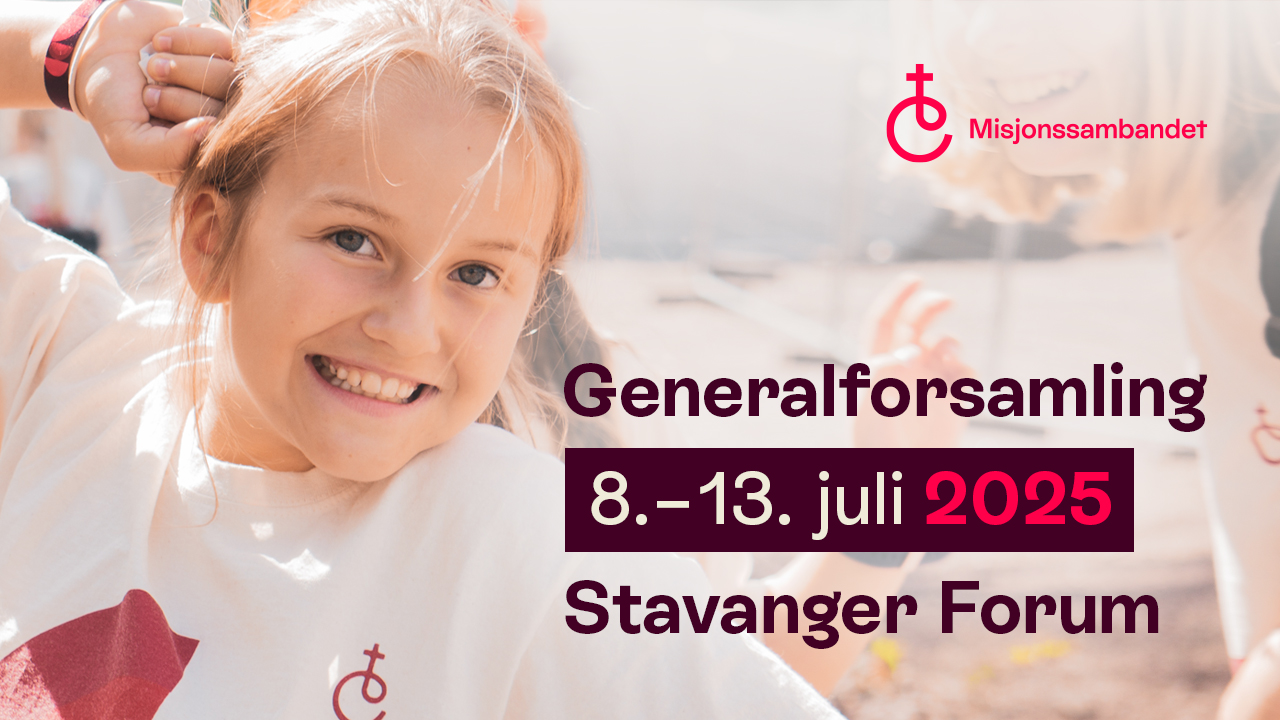 Misjonssambandet
Generalforsamling
8.–13. juli 2025
Stavanger Forum